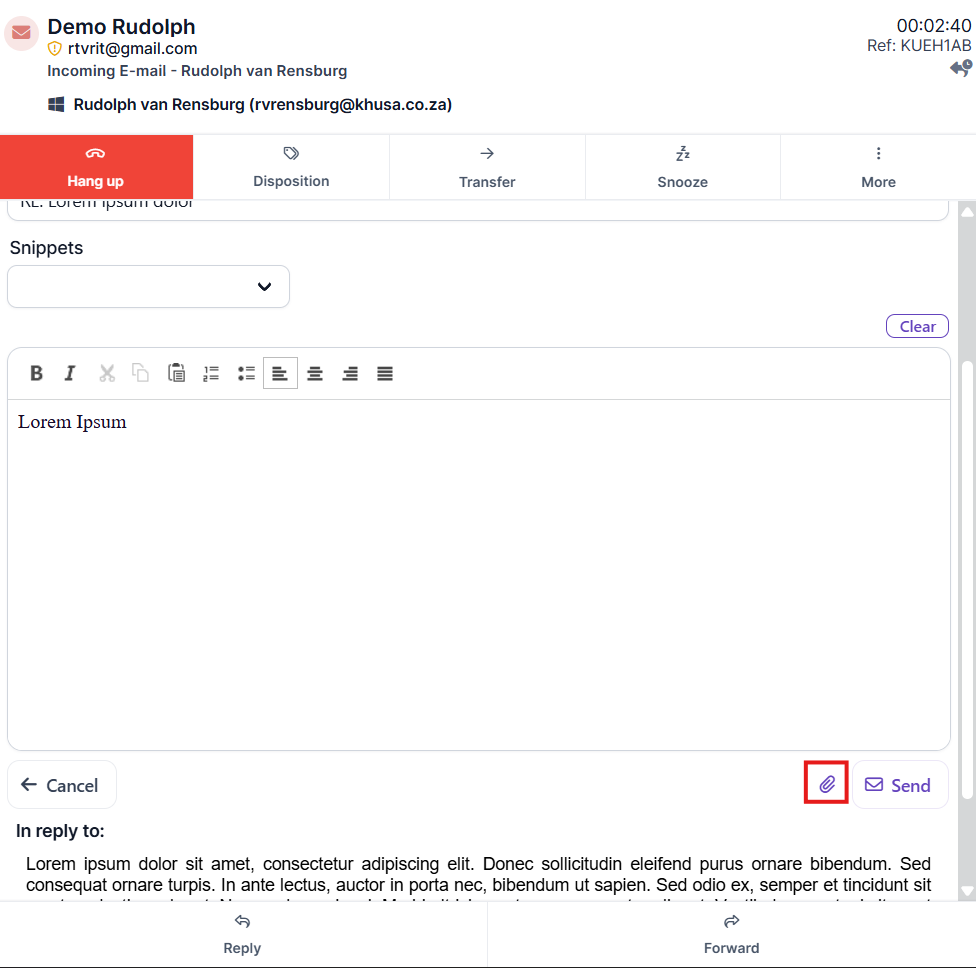 Demo Rudolph
00:02:40
rtvrit@gmail.com
Ref: KUEH1AB
Incoming E-mail - Rudolph van Rensburg
Rudolph van Rensburg (rvrensburg@khusa.co.za)
Hang up
Disposition
Transfer
Snooze
More
RE: Lorem ipsum dolor
Snippets
Clear
B I
Lorem Ipsum
Cancel
Send
In reply to:
Lorem ipsum dolor sit amet, consectetur adipiscing elit. Donec sollicitudin eleifend purus ornare bibendum. Sed
consequat ornare turpis. In ante lectus, auctor in porta nec, bibendum ut sapien. Sed odio ex, semper et tincidunt sit
Reply
Forward